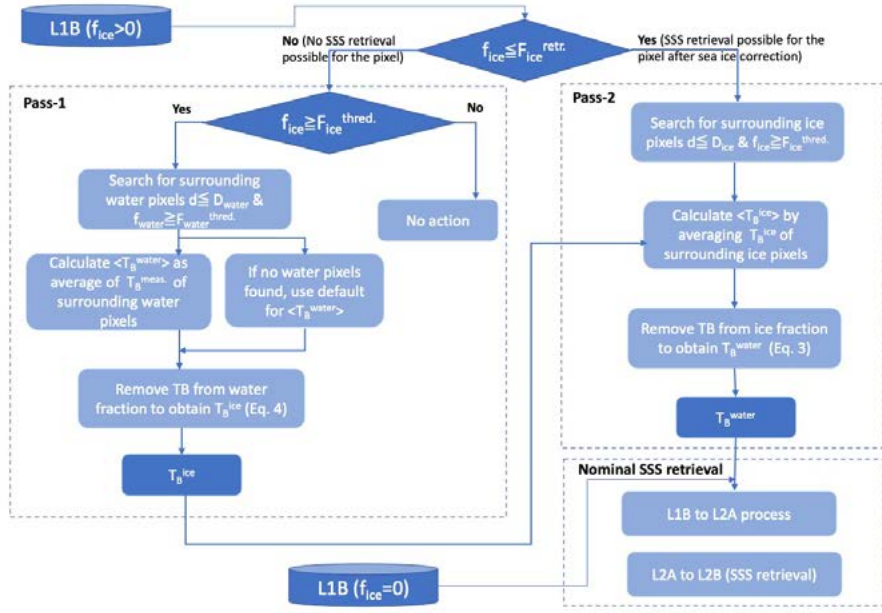 L1B (f_ice>0)
No (No SSS retrieval
possible for the pixel)
f_ice≦F_ice^retr.
Yes (SSS retrieval possible for the
pixel after sea ice correction)
Pass-1
Yes
f_ice≧F_ice^thred.
No
Search for surrounding
water pixels d≦ D_water &
f_water≧F_water^thred.
No action
Calculate <T_B^water> as
average of T_B^meas. of
surrounding water
pixels
If no water pixels
found, use default
for <T_B^water>
Remove TB from water
fraction to obtain T_B^ice (Eq. 4)
T_B^ice
Pass-2
Search for surrounding ice
pixels d≦ D_ice & f_ice≧F_ice^thred.
Calculate <T_B^ice> by
averaging T_B^ice of
surrounding ice pixels
Remove TB from ice fraction
to obtain T_B^water (Eq. 3)
T_B^water
Nominal SSS retrieval
L1B to L2A process
L2A to L2B (SSS retrieval)
L1B (f_ice=0)